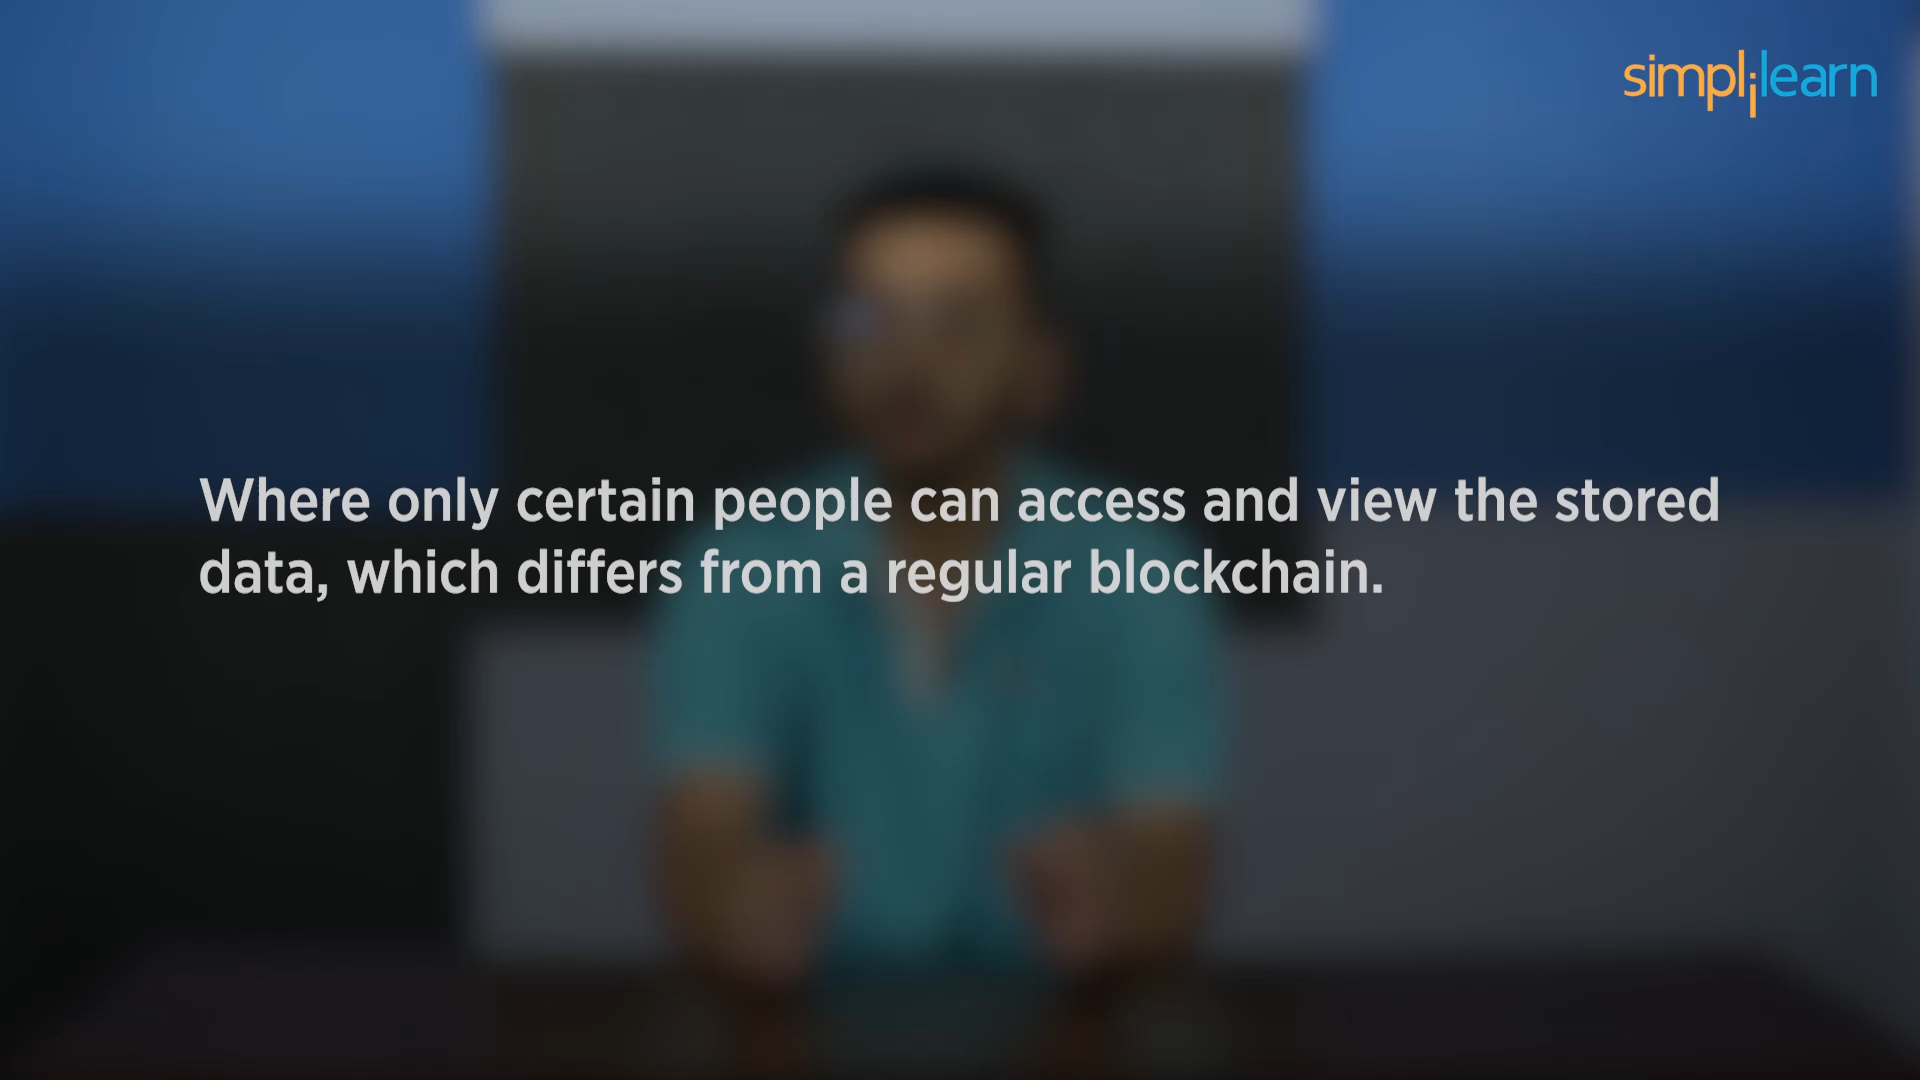 simplilearn
Where only certain people can access and view the stored
data, which differs from a regular blockchain.